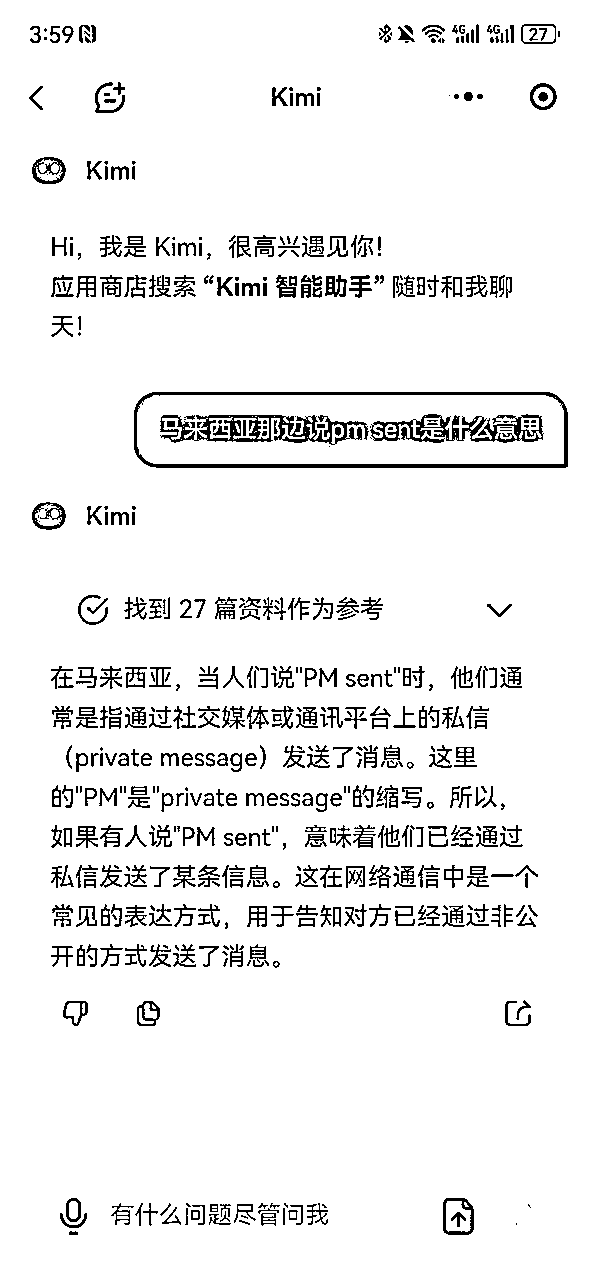 3:59
4G 4G 27
Kimi
Kimi
Hi，我是 Kimi，很高兴遇见你！
应用商店搜索 “Kimi 智能助手” 随时和我聊
天！
马来西亚那边说pm sent是什么意思
Kimi
找到 27 篇资料作为参考
在马来西亚，当人们说"PM sent"时，他们通
常是指通过社交媒体或通讯平台上的私信
（private message）发送了消息。这里
的"PM"是"private message"的缩写。所以，
如果有人说"PM sent"，意味着他们已经通过
私信发送了某条信息。这在网络通信中是一个
常见的表达方式，用于告知对方已经通过非公
开的方式发送了消息。
有什么问题尽管问我